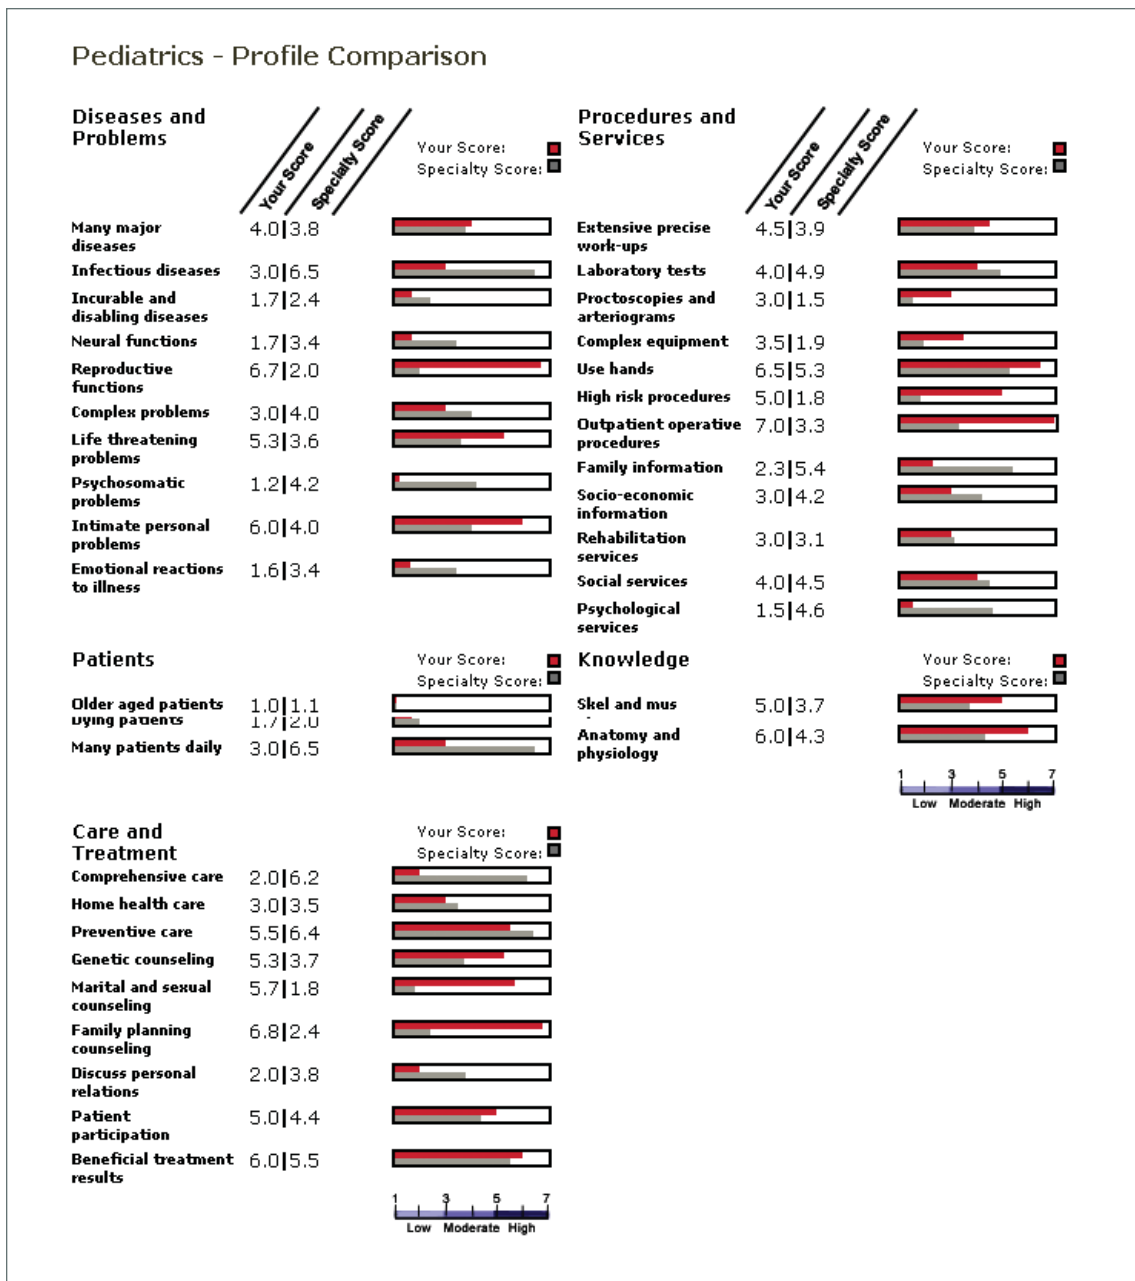 Pediatrics - Profile Comparison
Diseases and
Problems
Your Score
Specialty Score
Your Score:
Specialty Score:
Many major
diseases
4.0|3.8
Infectious diseases 3.0|6.5
Incurable and
disabling diseases
1.7|2.4
Neural functions 1.7|3.4
Reproductive
functions
6.7|2.0
Complex problems 3.0|4.0
Life threatening
problems
5.3|3.6
Psychosomatic
problems
1.2|4.2
Intimate personal
problems
6.0|4.0
Emotional reactions
to illness
1.6|3.4
Procedures and
Services
Your Score
Specialty Score
Your Score:
Specialty Score:
Extensive precise
work-ups
4.5|3.9
Laboratory tests 4.0|4.9
Proctoscopies and
arteriograms
3.0|1.5
Complex equipment 3.5|1.9
Use hands 6.5|5.3
High risk procedures 5.0|1.8
Outpatient operative
procedures
7.0|3.3
Family information 2.3|5.4
Socio-economic
information
3.0|4.2
Rehabilitation
services
3.0|3.1
Social services 4.0|4.5
Psychological
services
1.5|4.6
Patients
Your Score:
Specialty Score:
Older aged patients 1.0|1.1
Dying patients 1.7|2.0
Many patients daily 3.0|6.5
Knowledge
Your Score:
Specialty Score:
Skel and mus 5.0|3.7
Anatomy and
physiology
6.0|4.3
1 3 5 7
Low Moderate High
Care and
Treatment
Your Score:
Specialty Score:
Comprehensive care 2.0|6.2
Home health care 3.0|3.5
Preventive care 5.5|6.4
Genetic counseling 5.3|3.7
Marital and sexual
counseling
5.7|1.8
Family planning
counseling
6.8|2.4
Discuss personal
relations
2.0|3.8
Patient
participation
5.0|4.4
Beneficial treatment
results
6.0|5.5
1 3 5 7
Low Moderate High